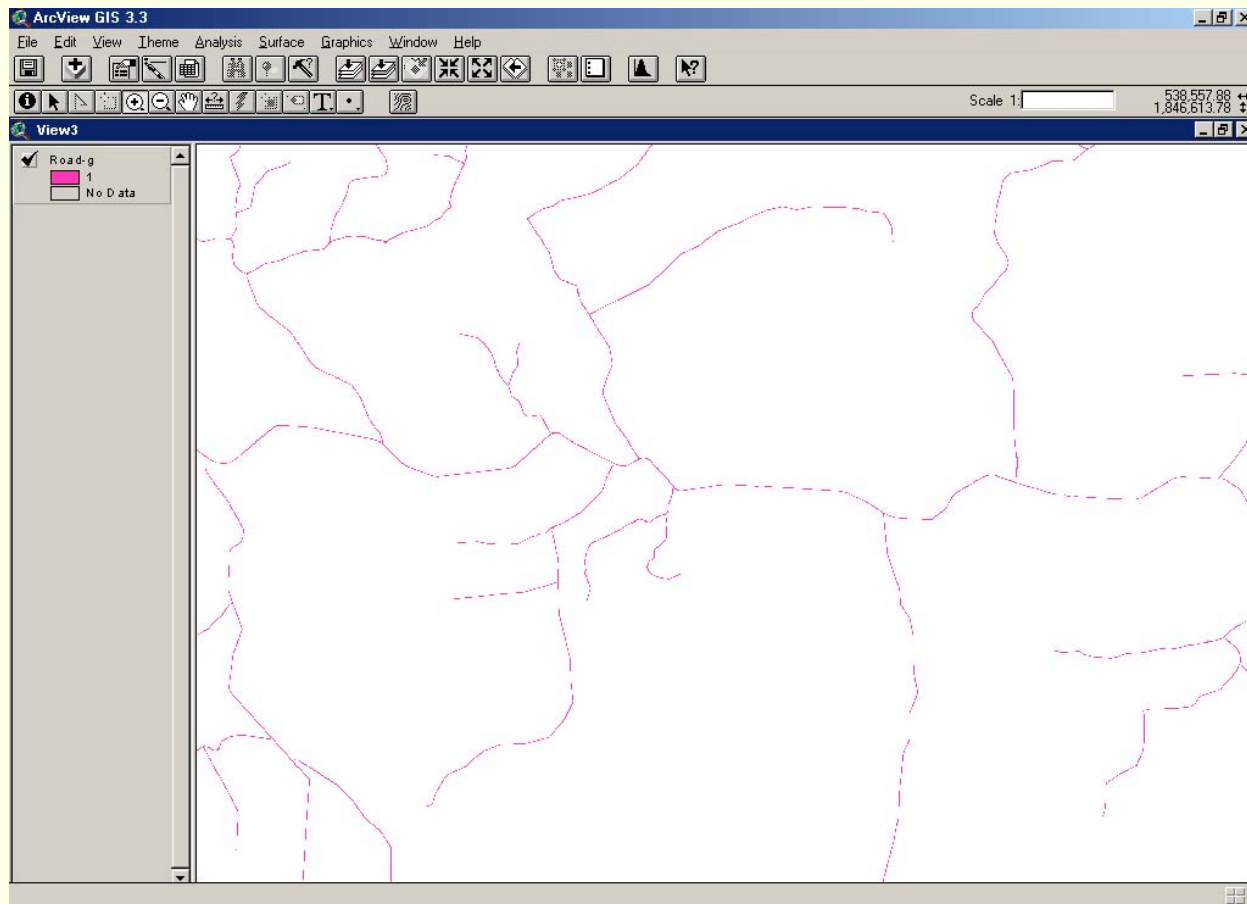 ArcView GIS 3.3
File Edit View Theme Analysis Surface Graphics Window Help
Scale 1: 538,557.88
1,846,613.78
View3
Road-g
1
No Data